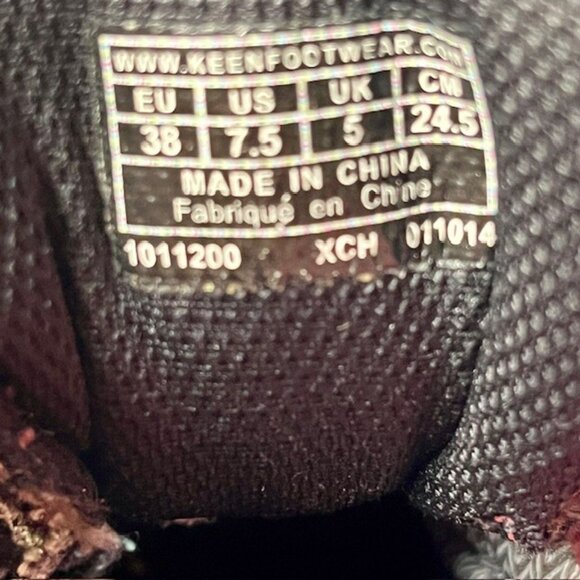 WWW.KEENFOOTWEAR.COM
EU US UK CM
38 7.5 5 24.5
MADE IN CHINA
Fabriqué en Chine
1011200 XCH 011014